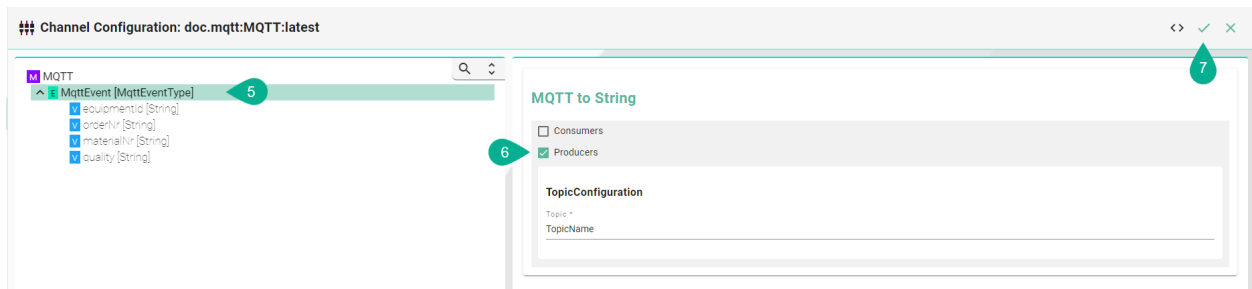 Channel Configuration: doc.mqtt:MQTT:latest
7
M MQTT
E MqttEvent [MqttEventType]
5
V equipmentId [String]
V orderNr [String]
V materialNr [String]
V quality [String]
MQTT to String
Consumers
6
Producers
TopicConfiguration
Topic *
TopicName